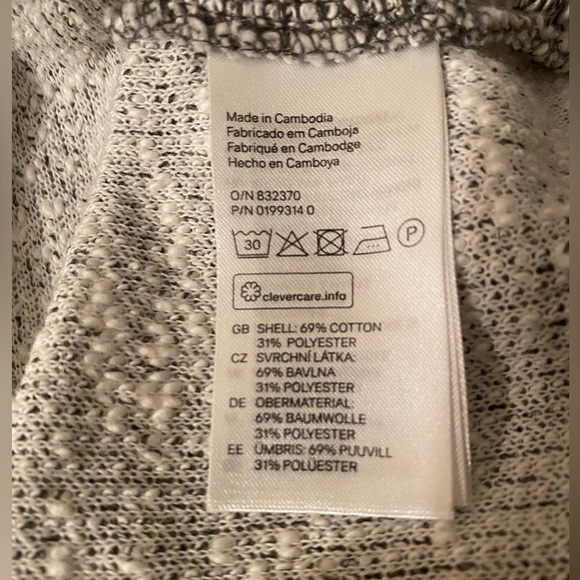 Made in Cambodia
Fabricado em Camboja
Fabriqué en Cambodge
Hecho en Camboya
O/N 832370
P/N 0199314 0
30 P
clevercare.info
GB SHELL: 69% COTTON
31% POLYESTER
CZ SVRCHNÍ LÁTKA:
69% BAVLNA
31% POLYESTER
DE OBERMATERIAL:
69% BAUMWOLLE
31% POLYESTER
EE ÜMBRIS: 69% PUUVILL
31% POLÜESTER